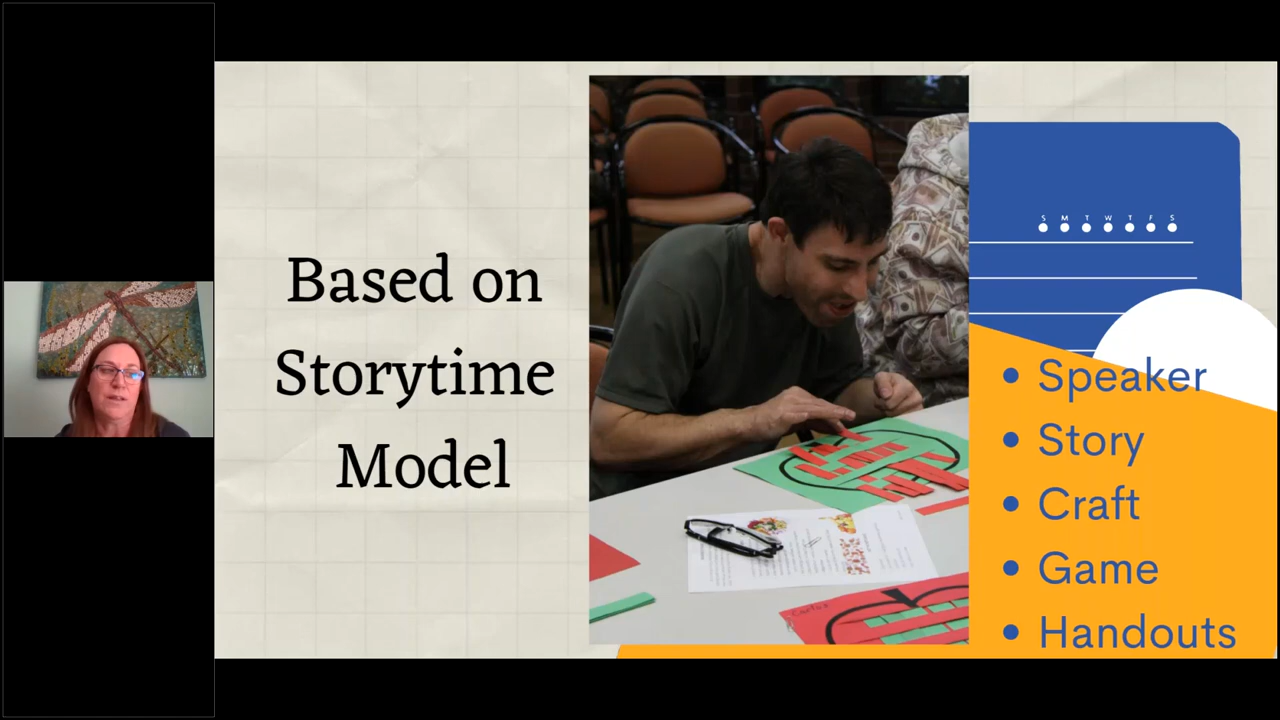 Based on
Storytime
Model
S M T W T F S
Speaker
Story
Craft
Game
Handouts